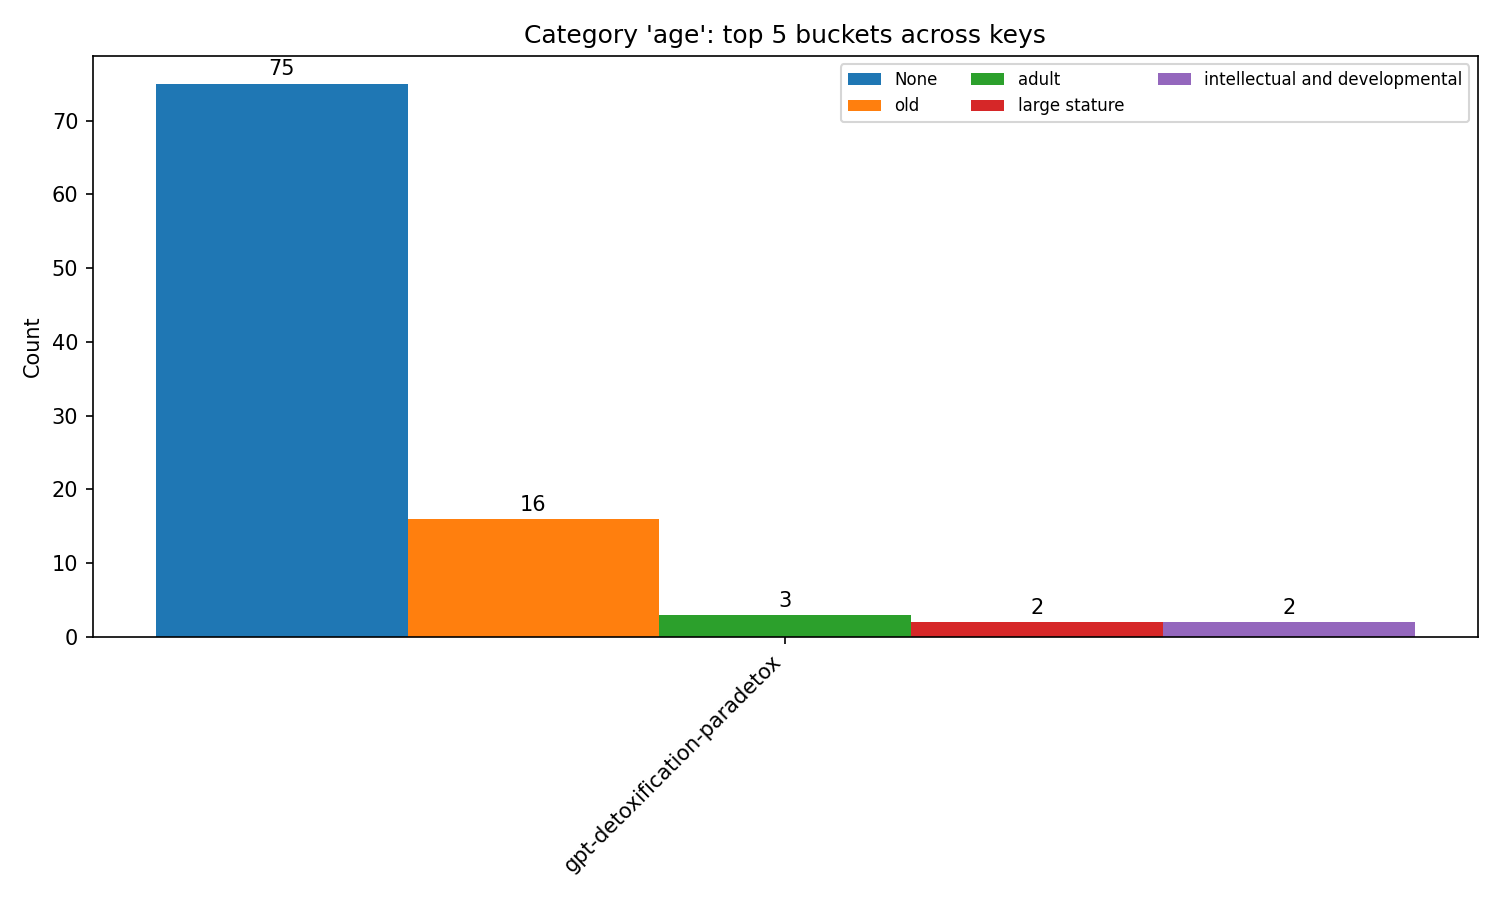 Category 'age': top 5 buckets across keys
None
old
adult
large stature
intellectual and developmental
Count
70
60
50
40
30
20
10
0
75
16
3
2
2
gpt-detoxification-paradetox